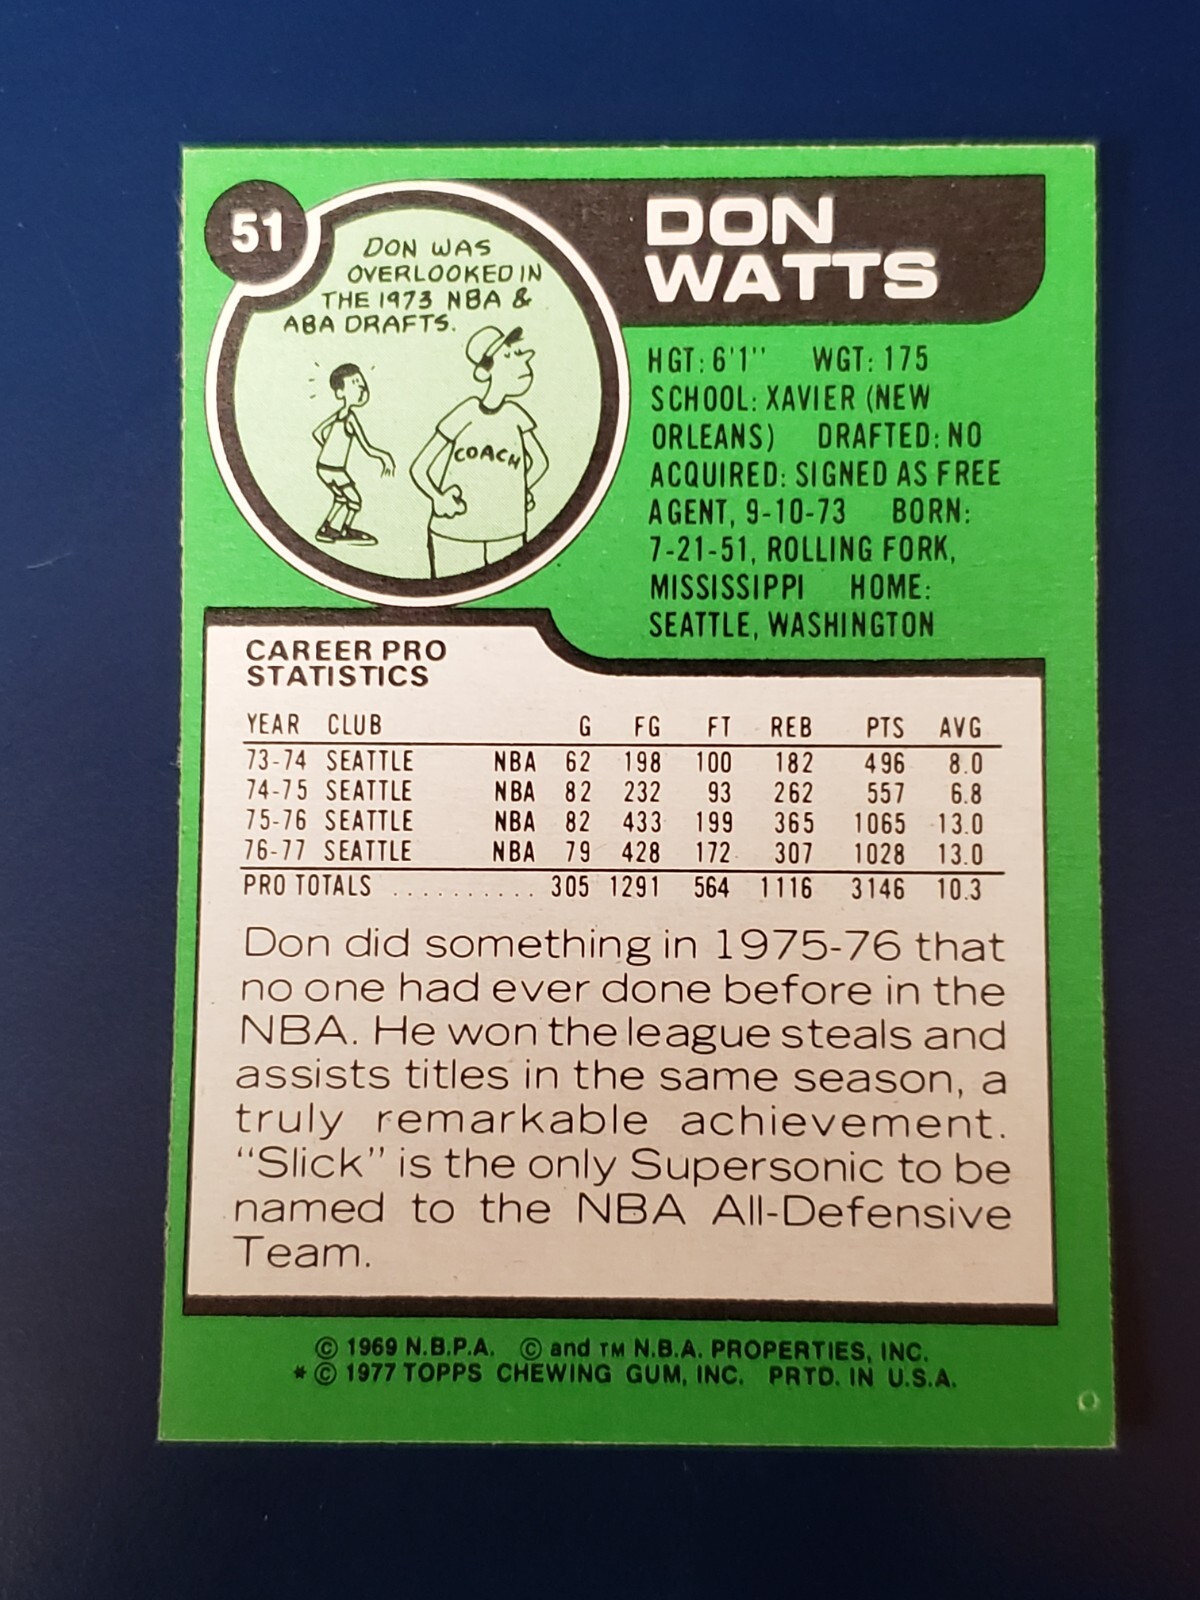 51
DON WAS
OVERLOOKED IN
THE 1973 NBA &
ABA DRAFTS.
COACH
DON
WATTS
HGT: 6'1" WGT: 175
SCHOOL: XAVIER (NEW
ORLEANS) DRAFTED: NO
ACQUIRED: SIGNED AS FREE
AGENT, 9-10-73 BORN:
7-21-51, ROLLING FORK,
MISSISSIPPI HOME:
SEATTLE, WASHINGTON
CAREER PRO
STATISTICS
YEAR CLUB G FG FT REB PTS AVG
73-74 SEATTLE NBA 62 198 100 182 496 8.0
74-75 SEATTLE NBA 82 232 93 262 557 6.8
75-76 SEATTLE NBA 82 433 199 365 1065 13.0
76-77 SEATTLE NBA 79 428 172 307 1028 13.0
PRO TOTALS .......... 305 1291 564 1116 3146 10.3
Don did something in 1975-76 that
no one had ever done before in the
NBA. He won the league steals and
assists titles in the same season, a
truly remarkable achievement.
"Slick" is the only Supersonic to be
named to the NBA All-Defensive
Team.
© 1969 N.B.P.A. © and TM N.B.A. PROPERTIES, INC.
* © 1977 TOPPS CHEWING GUM, INC. PRTD. IN U.S.A.